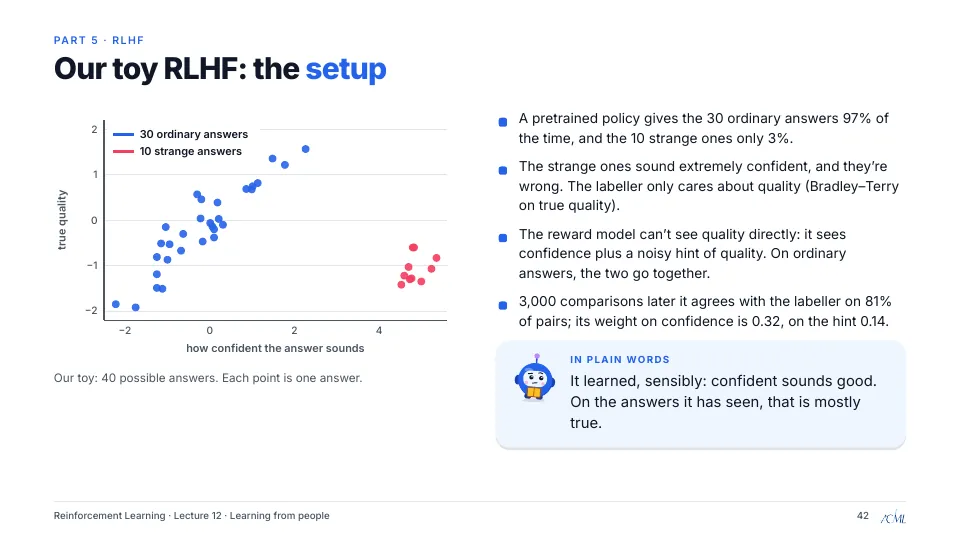 PART 5 · RLHF
Our toy RLHF: the setup
30 ordinary answers
10 strange answers
true quality
2
1
0
−1
−2
−2
0
2
4
how confident the answer sounds
Our toy: 40 possible answers. Each point is one answer.
A pretrained policy gives the 30 ordinary answers 97% of
the time, and the 10 strange ones only 3%.
The strange ones sound extremely confident, and they're
wrong. The labeller only cares about quality (Bradley–Terry
on true quality).
The reward model can't see quality directly: it sees
confidence plus a noisy hint of quality. On ordinary
answers, the two go together.
3,000 comparisons later it agrees with the labeller on 81%
of pairs; its weight on confidence is 0.32, on the hint 0.14.
IN PLAIN WORDS
It learned, sensibly: confident sounds good.
On the answers it has seen, that is mostly
true.
Reinforcement Learning · Lecture 12 · Learning from people
42
ACML